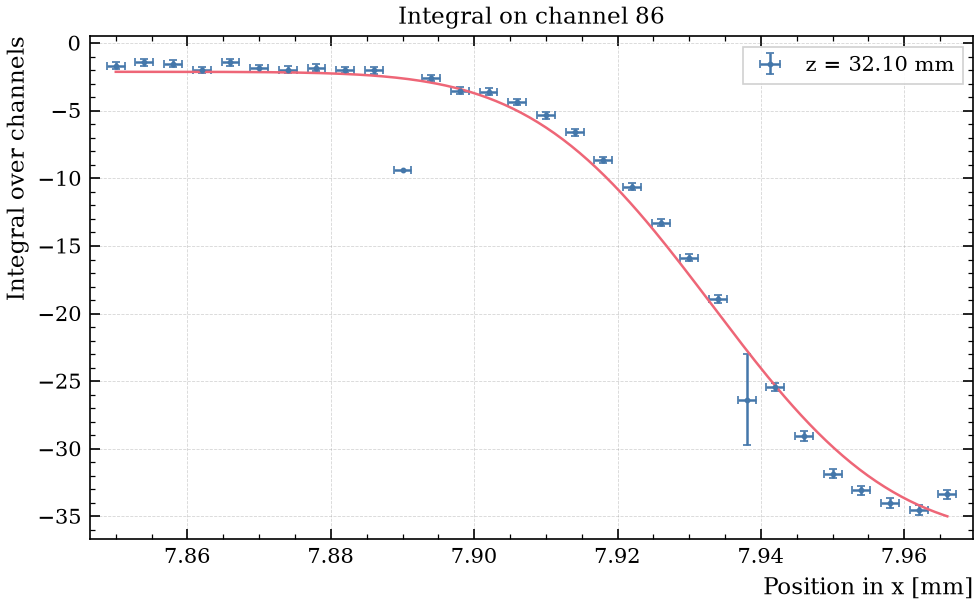 Integral on channel 86
Integral over channels
0
−5
−10
−15
−20
−25
−30
−35
z = 32.10 mm
7.86 7.88 7.90 7.92 7.94 7.96
Position in x [mm]